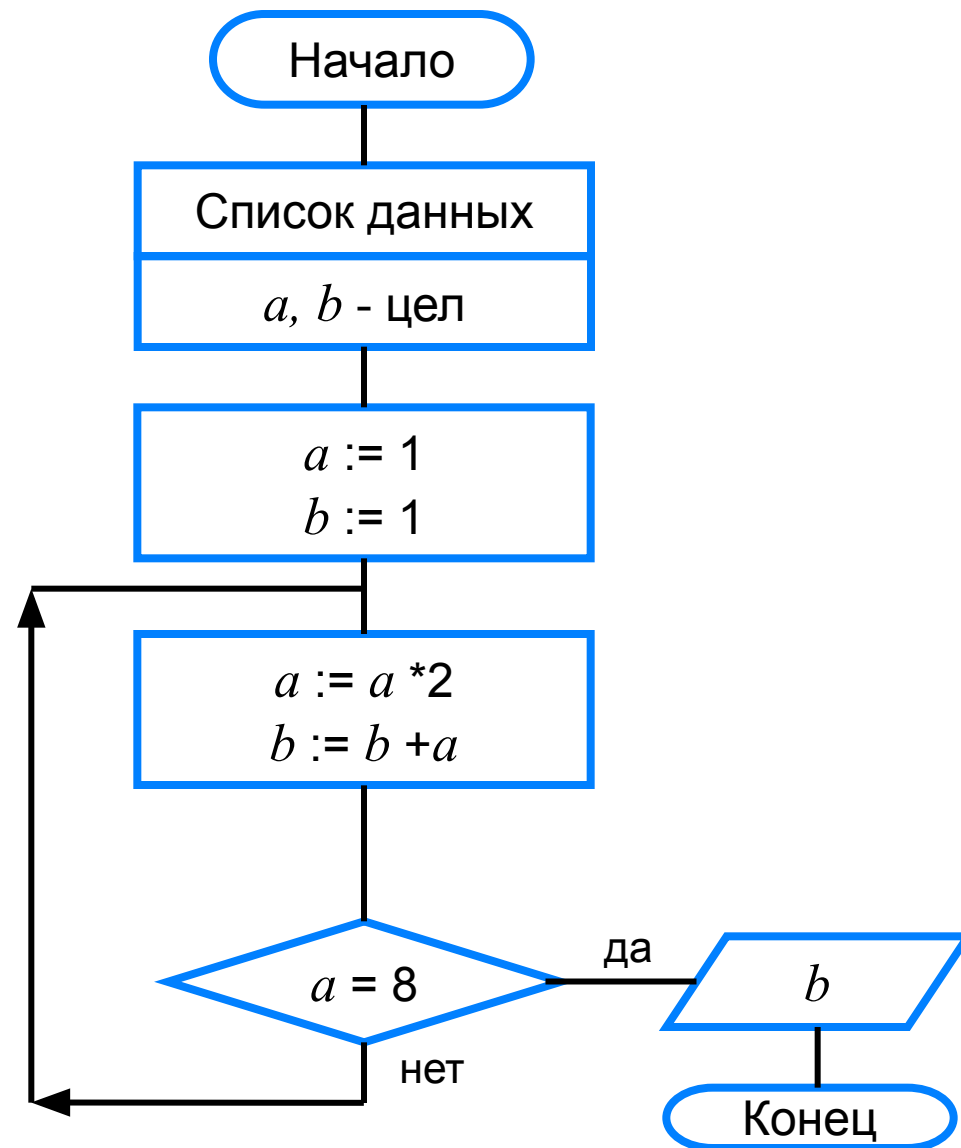 Начало
Список данных
a, b - цел
a := 1
b := 1
a := a *2
b := b +a
a = 8
да
b
нет
Конец